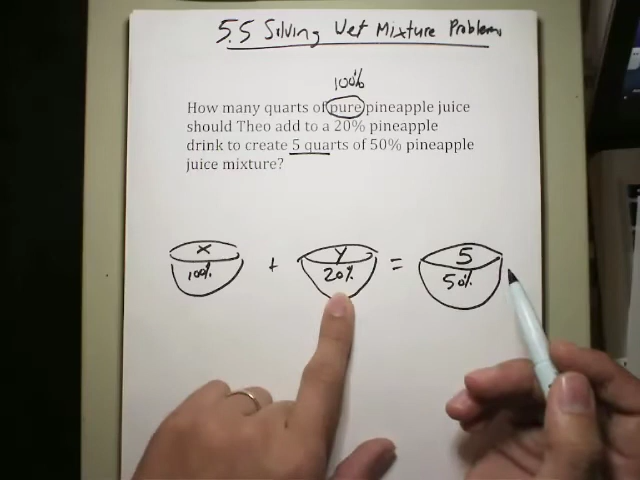 5.5 Solving Wet Mixture Problems
100%
How many quarts of pure pineapple juice
should Theo add to a 20% pineapple
drink to create 5 quarts of 50% pineapple
juice mixture?
x + y = 5
100% 20% 50%